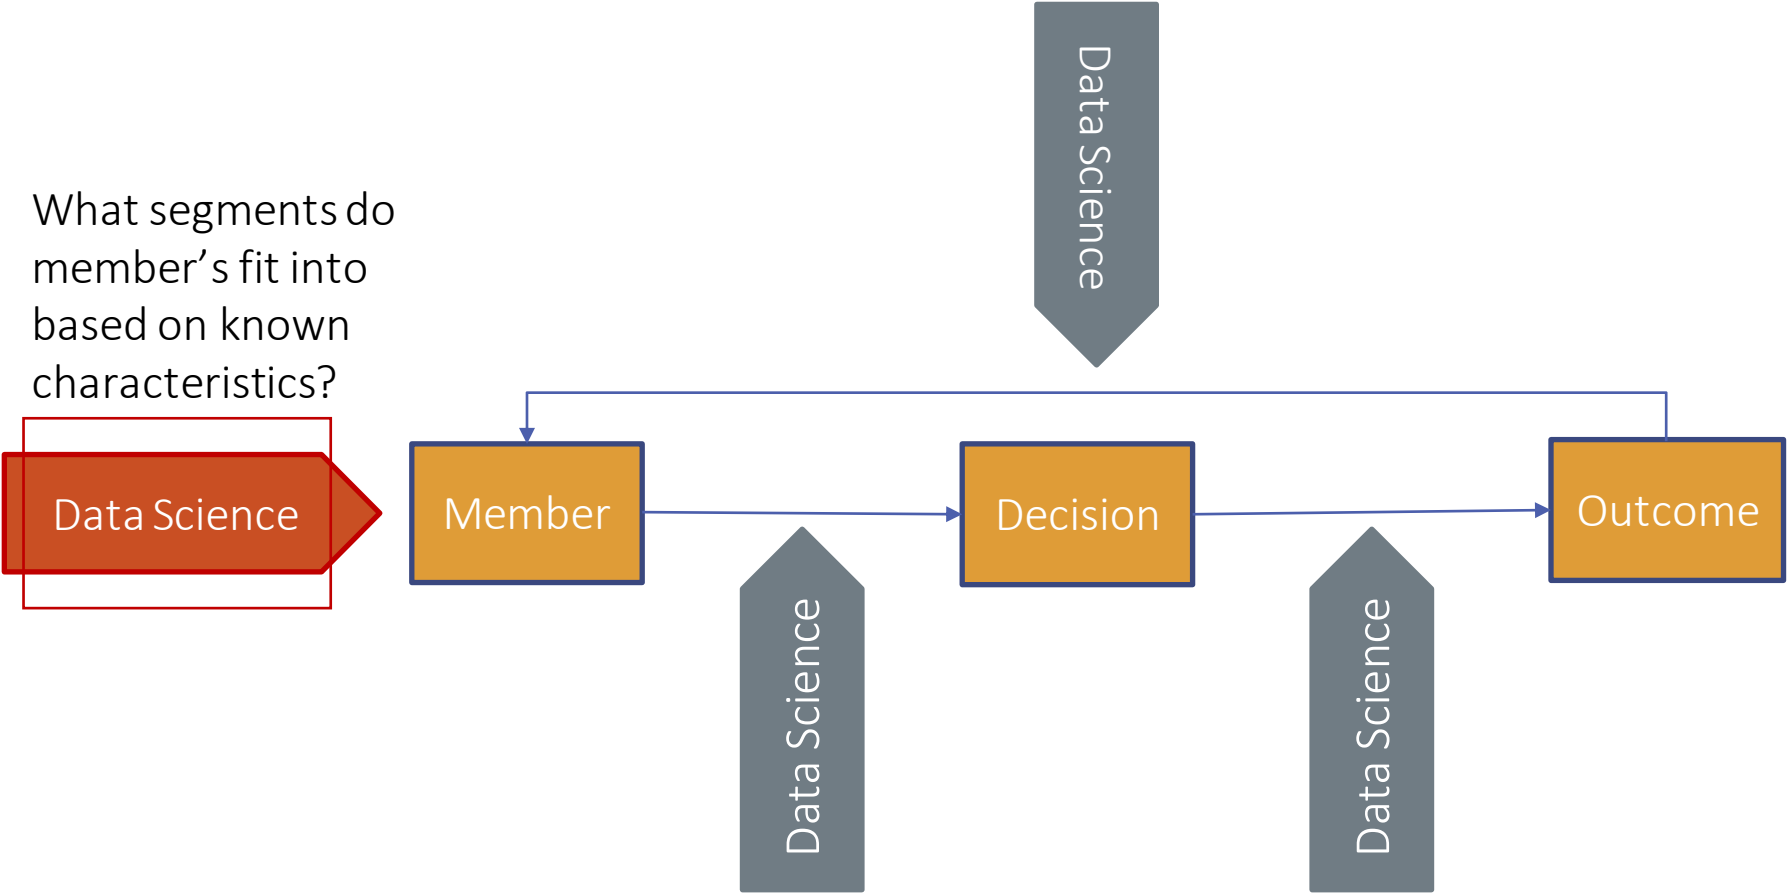 Data Science
What segments do
member’s fit into
based on known
characteristics?
Data Science
Member
Decision
Outcome
Data Science
Data Science